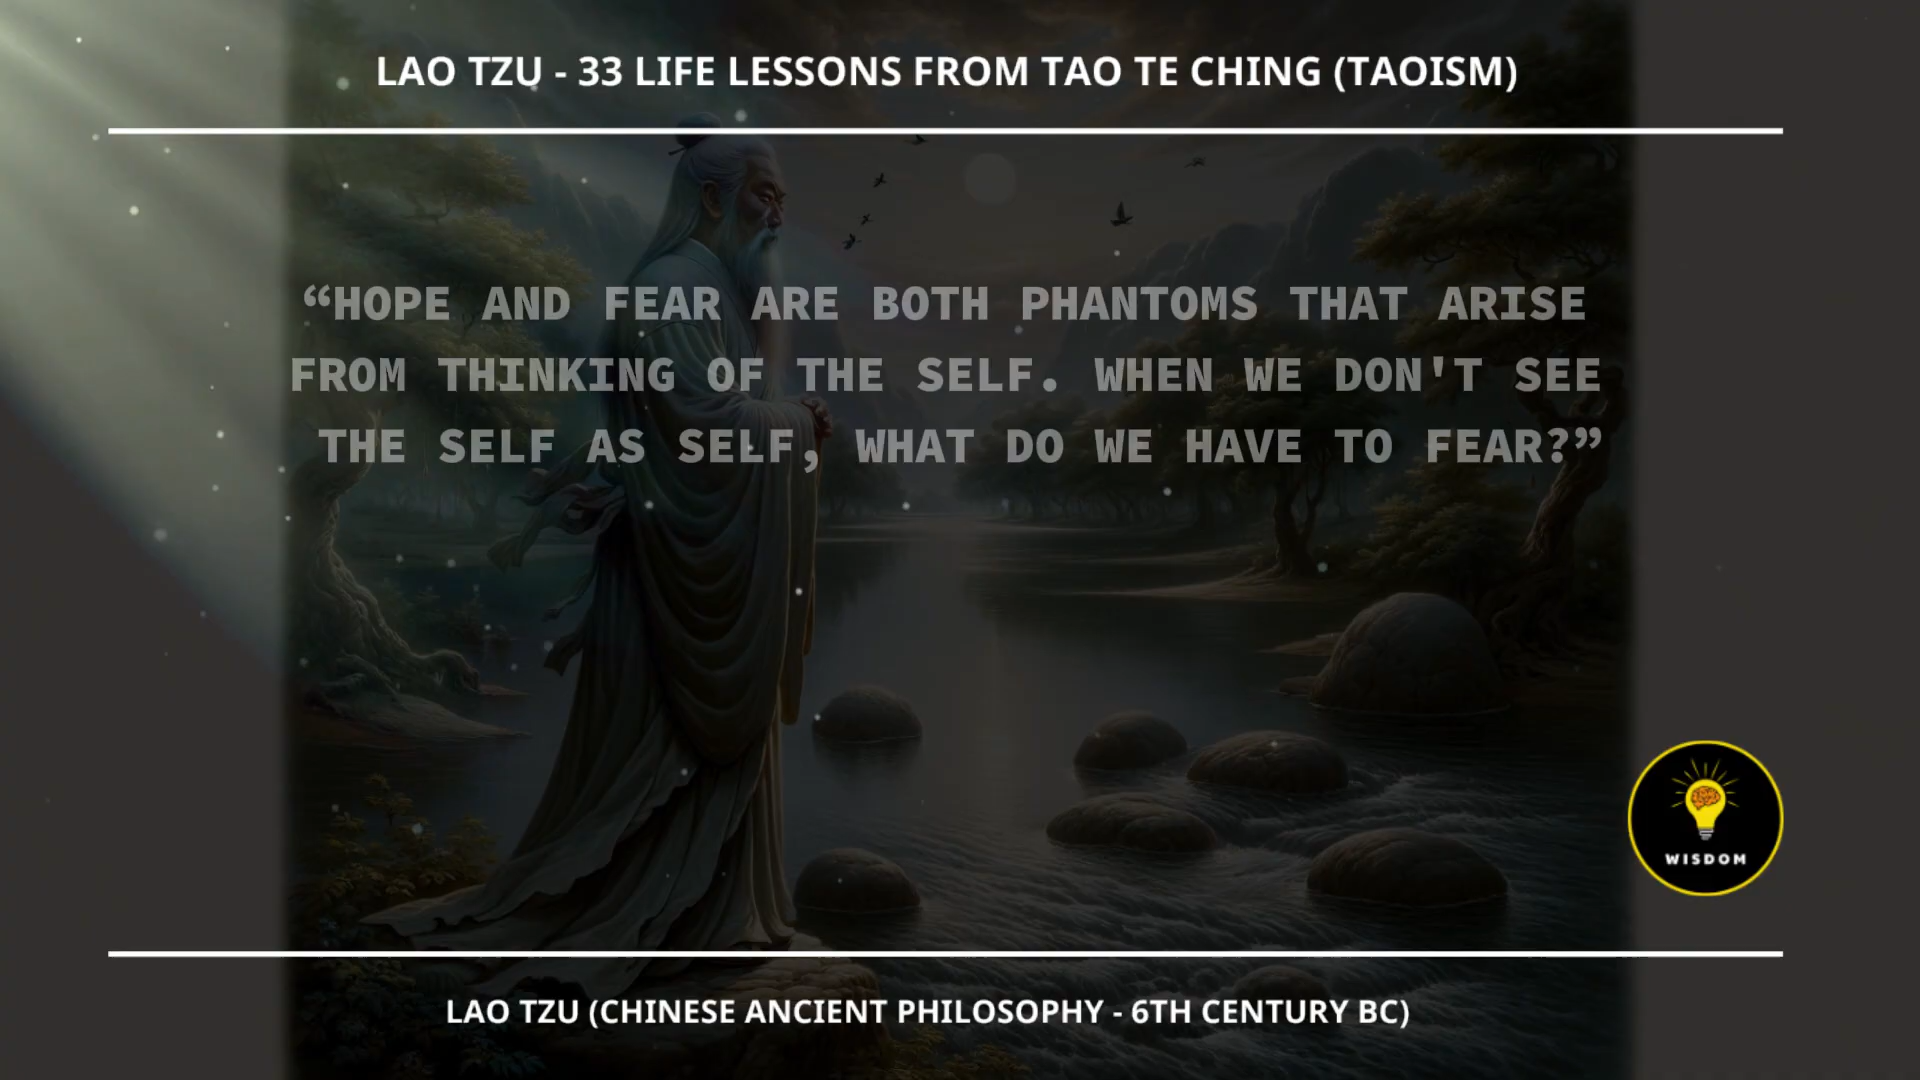 LAO TZU - 33 LIFE LESSONS FROM TAO TE CHING (TAOISM)
“HOPE AND FEAR ARE BOTH PHANTOMS THAT ARISE
FROM THINKING OF THE SELF. WHEN WE DON'T SEE
THE SELF AS SELF, WHAT DO WE HAVE TO FEAR?”
WISDOM
LAO TZU (CHINESE ANCIENT PHILOSOPHY - 6TH CENTURY BC)